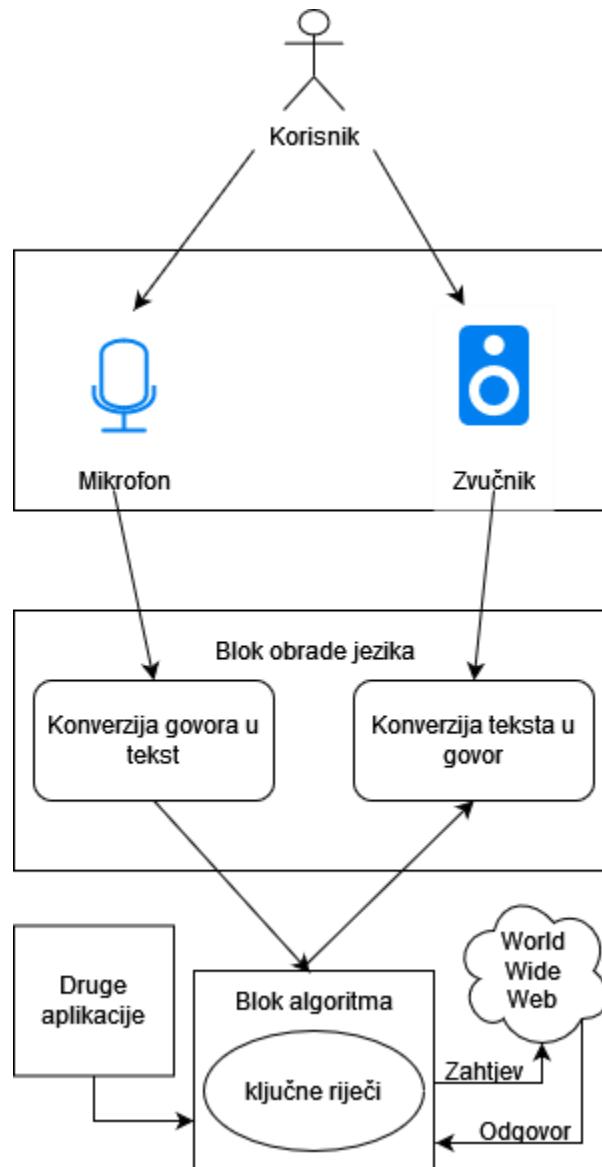 Korisnik
Mikrofon
Zvučnik
Blok obrade jezika
Konverzija govora u
tekst
Konverzija teksta u
govor
Druge
aplikacije
Blok algoritma
ključne riječi
World
Wide
Web
Zahtjev
Odgovor